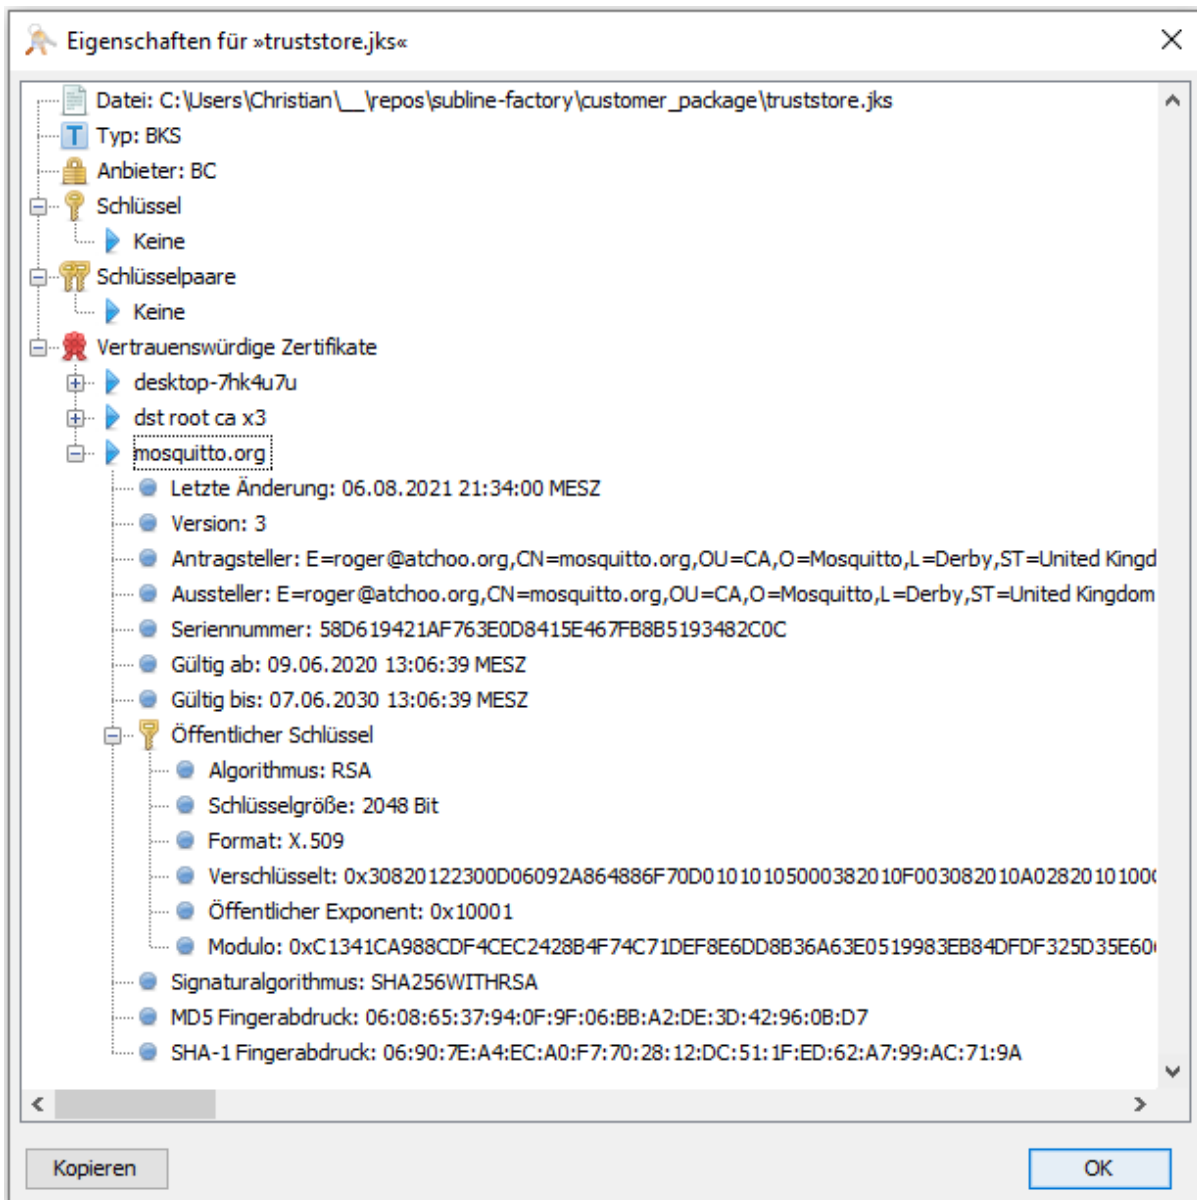 Eigenschaften für »truststore.jks«
Datei: C:\Users\Christian\__\repos\subline-factory\customer_package\truststore.jks
Typ: BKS
Anbieter: BC
Schlüssel
Keine
Schlüsselpaare
Keine
Vertrauenswürdige Zertifikate
desktop-7hk4u7u
dst root ca x3
mosquitto.org
Letzte Änderung: 06.08.2021 21:34:00 MESZ
Version: 3
Antragsteller: E=roger@atchoo.org,CN=mosquitto.org,OU=CA,O=Mosquitto,L=Derby,ST=United Kingd
Aussteller: E=roger@atchoo.org,CN=mosquitto.org,OU=CA,O=Mosquitto,L=Derby,ST=United Kingdom
Seriennummer: 58D619421AF763E0D8415E467FB8B5193482C0C
Gültig ab: 09.06.2020 13:06:39 MESZ
Gültig bis: 07.06.2030 13:06:39 MESZ
Öffentlicher Schlüssel
Algorithmus: RSA
Schlüsselgröße: 2048 Bit
Format: X.509
Verschlüsselt: 0x30820122300D06092A864886F70D01010105000382010F003082010A0282010100
Öffentlicher Exponent: 0x10001
Modulo: 0xC1341CA988CDF4CEC2428B4F74C71DEF8E6DD8B36A63E0519983EB84DFDF325D35E60
Signaturalgorithmus: SHA256WITHRSA
MD5 Fingerabdruck: 06:08:65:37:94:0F:9F:06:BB:A2:DE:3D:42:96:0B:D7
SHA-1 Fingerabdruck: 06:90:7E:A4:EC:A0:F7:70:28:12:DC:51:1F:ED:62:A7:99:AC:71:9A
Kopieren
OK